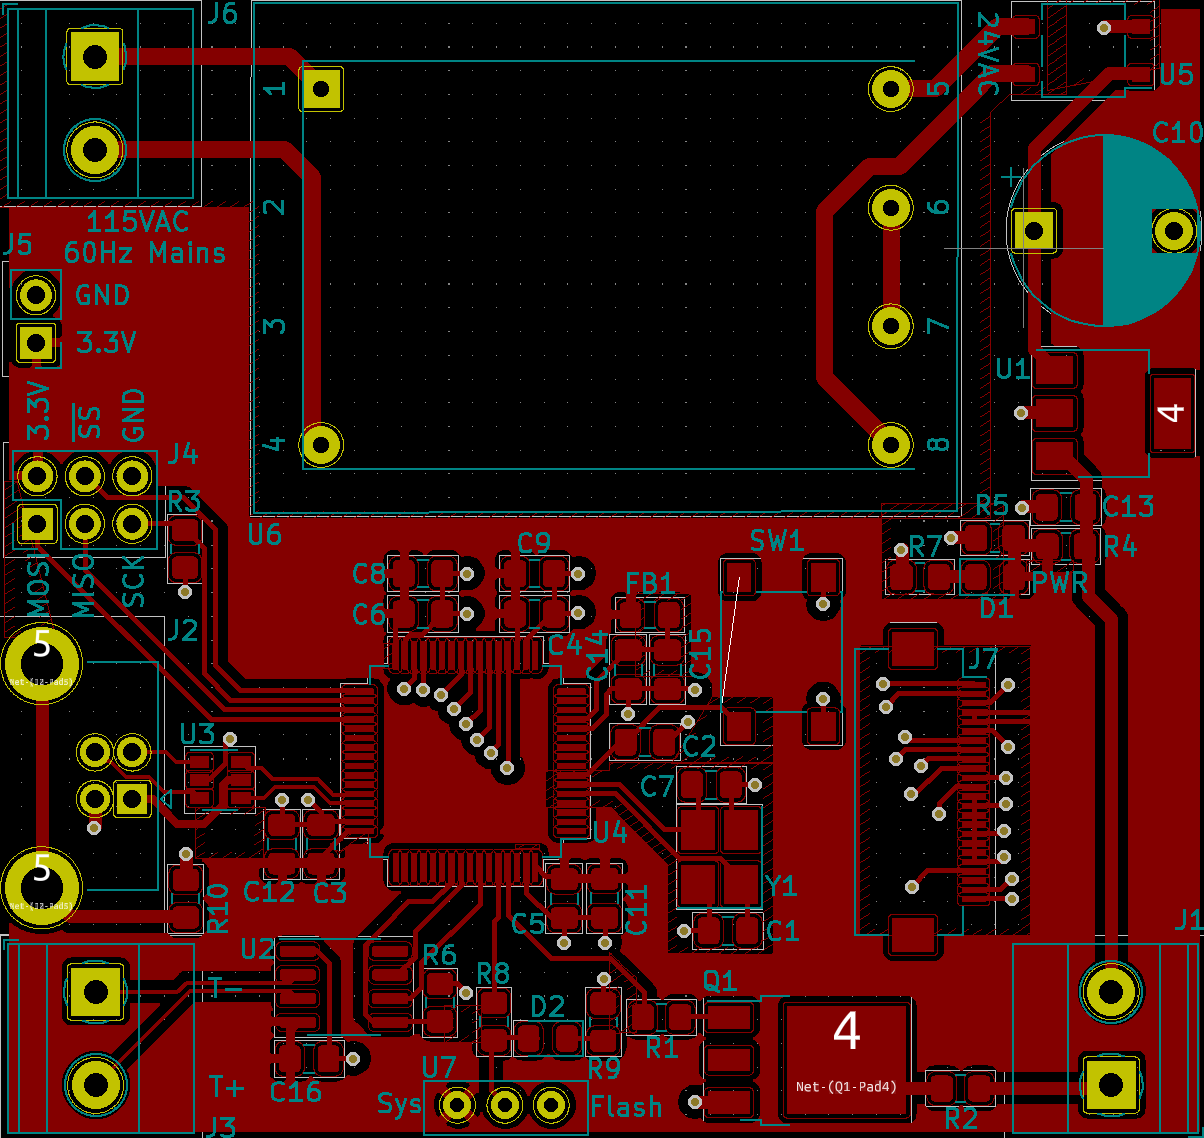 J6
24VAC
U5
C10
+
1
5
2
6
3
7
4
8
115VAC
60Hz Mains
J5
GND
3.3V
3.3V
SS
GND
J4
R3
MOSI
MISO
SCK
U6
U1
4
R5
C13
R7
R4
PWR
D1
C9
C8
C6
C4
SW1
FB1
C14
C15
C2
J7
J2
5
Net-(J2-Pad5)
U3
5
Net-(J2-Pad5)
C7
U4
Y1
C12
C3
R10
C5
C11
C1
J1
U2
T-
R6
R8
D2
Q1
4
Net-(Q1-Pad4)
R1
R9
U7
C16
T+
J3
Sys
Flash
R2